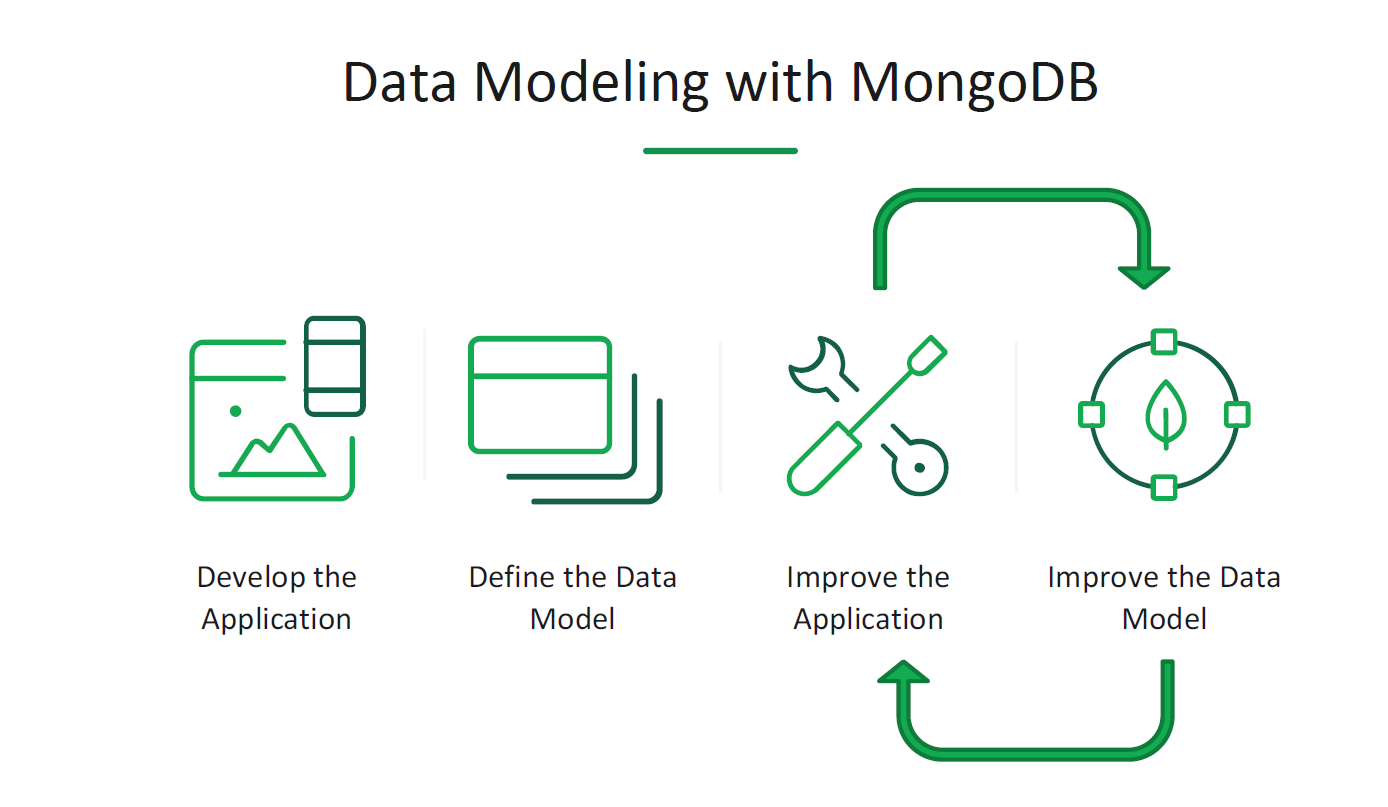 Data Modeling with MongoDB
Develop the
Application
Define the Data
Model
Improve the
Application
Improve the Data
Model